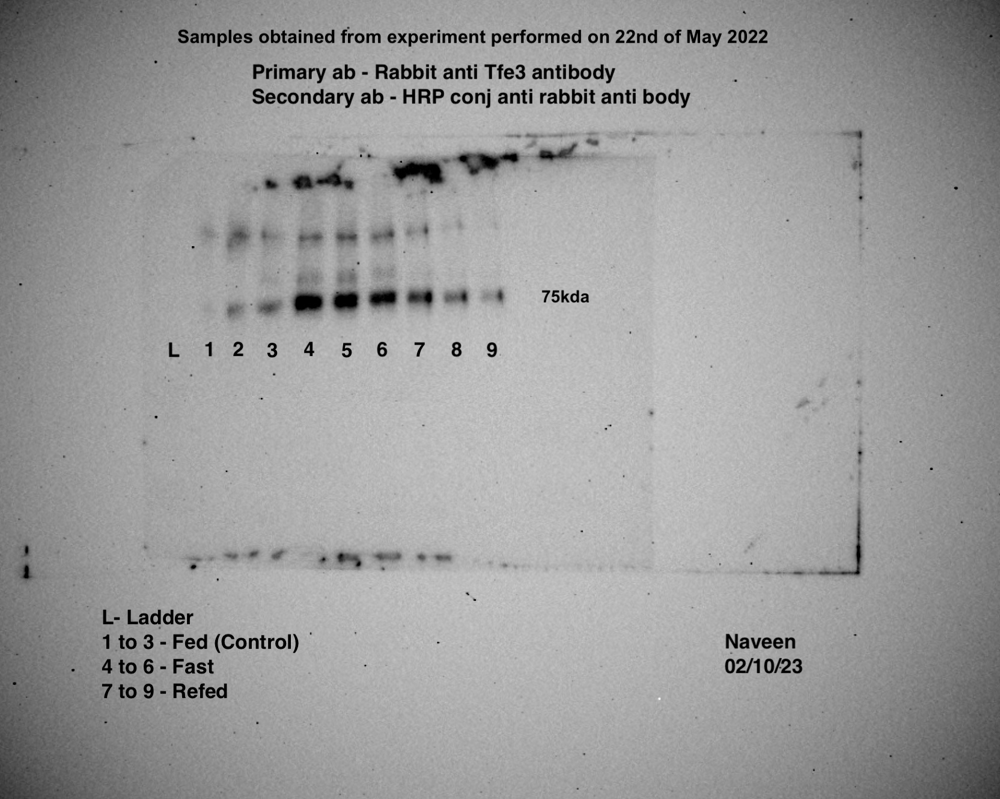 Samples obtained from experiment performed on 22nd of May 2022
Primary ab - Rabbit anti Tfe3 antibody
Secondary ab - HRP conj anti rabbit anti body
75kda
L 1 2 3 4 5 6 7 8 9
L- Ladder
1 to 3 - Fed (Control)
4 to 6 - Fast
7 to 9 - Refed
Naveen
02/10/23